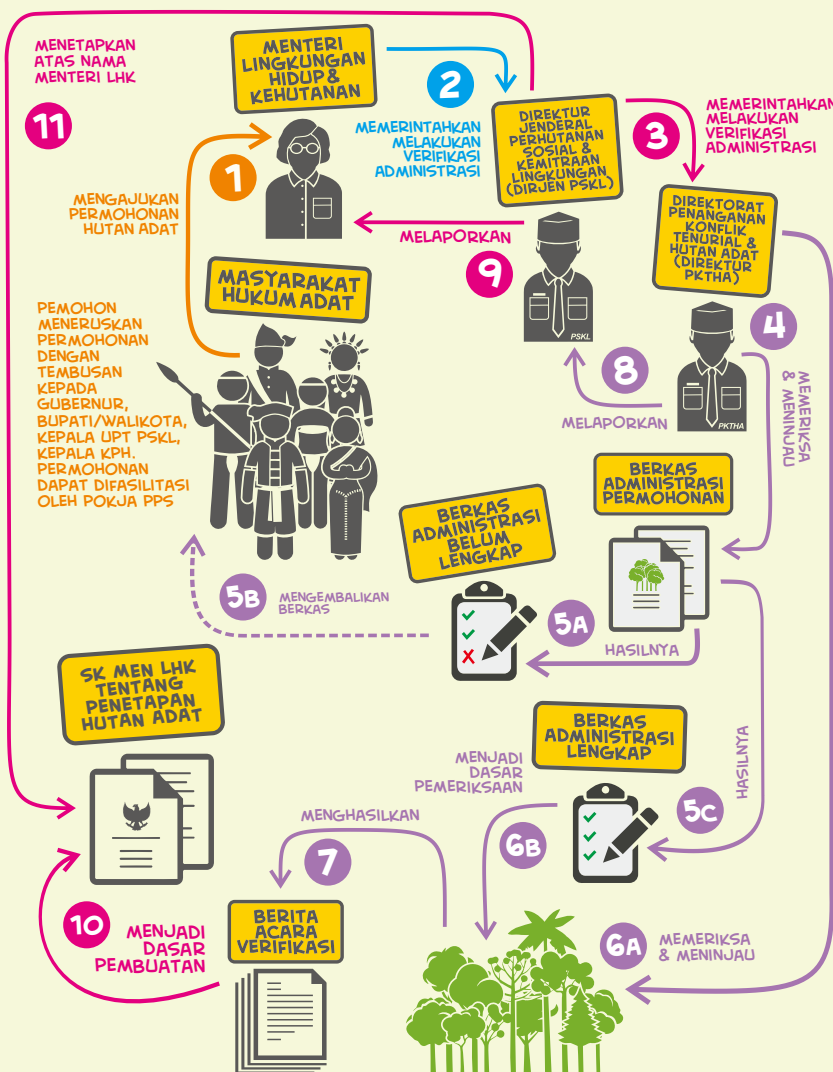 MENETAPKAN
ATAS NAMA
MENTERI LHK
11
MENTERI
LINGKUNGAN
HIDUP &
KEHUTANAN
2
MEMERINTAHKAN
MELAKUKAN
VERIFIKASI
ADMINISTRASI
DIREKTUR
JENDERAL
PERHUTANAN
SOSIAL &
KEMITRAAN
LINGKUNGAN
(DIRJEN PSKL)
3
MEMERINTAHKAN
MELAKUKAN
VERIFIKASI
ADMINISTRASI
1
MENGAJUKAN
PERMOHONAN
HUTAN ADAT
DIREKTORAT
PENANGANAN
KONFLIK
TENURIAL &
HUTAN ADAT
(DIREKTUR
PKTHA)
MELAPORKAN
9
PSKL
MASYARAKAT
HUKUM ADAT
PEMOHON
MENERUSKAN
PERMOHONAN
DENGAN
TEMBUSAN
KEPADA
GUBERNUR,
BUPATI/WALIKOTA,
KEPALA UPT PSKL,
KEPALA KPH.
PERMOHONAN
DAPAT DIFASILITASI
OLEH POKJA PPS
4
MEMERIKSA
& MENINJAU
8
MELAPORKAN
PKTHA
BERKAS
ADMINISTRASI
PERMOHONAN
BERKAS
ADMINISTRASI
BELUM
LENGKAP
5A
HASILNYA
5B
MENGEMBALIKAN
BERKAS
SK MEN LHK
TENTANG
PENETAPAN
HUTAN ADAT
BERKAS
ADMINISTRASI
LENGKAP
HASILNYA
5C
MENJADI
DASAR
PEMERIKSAAN
6B
MENGHASILKAN
7
BERITA
ACARA
VERIFIKASI
10
MENJADI
DASAR
PEMBUATAN
6A
MEMERIKSA
& MENINJAU